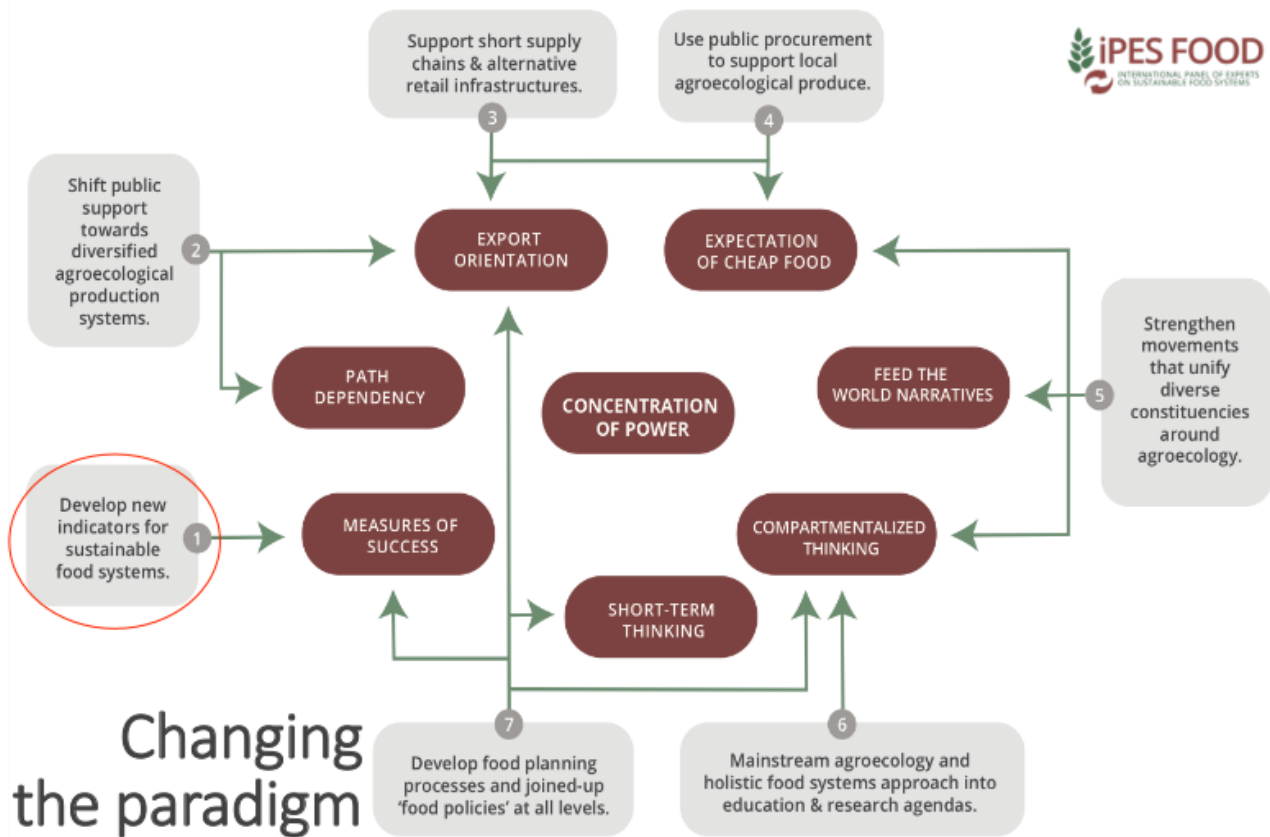 Support short supply
chains & alternative
retail infrastructures.
3
Use public procurement
to support local
agroecological produce.
4
iPES FOOD
INTERNATIONAL PANEL OF EXPERTS
ON SUSTAINABLE FOOD SYSTEMS
Shift public
support
towards
diversified
agroecological
production
systems.
2
EXPORT
ORIENTATION
EXPECTATION
OF CHEAP FOOD
PATH
DEPENDENCY
CONCENTRATION
OF POWER
FEED THE
WORLD NARRATIVES
Strengthen
movements
that unify
diverse
constituencies
around
agroecology.
5
Develop new
indicators for
sustainable
food systems.
1
MEASURES OF
SUCCESS
COMPARTMENTALIZED
THINKING
SHORT-TERM
THINKING
Changing
the paradigm
7
Develop food planning
processes and joined-up
‘food policies’ at all levels.
6
Mainstream agroecology and
holistic food systems approach into
education & research agendas.